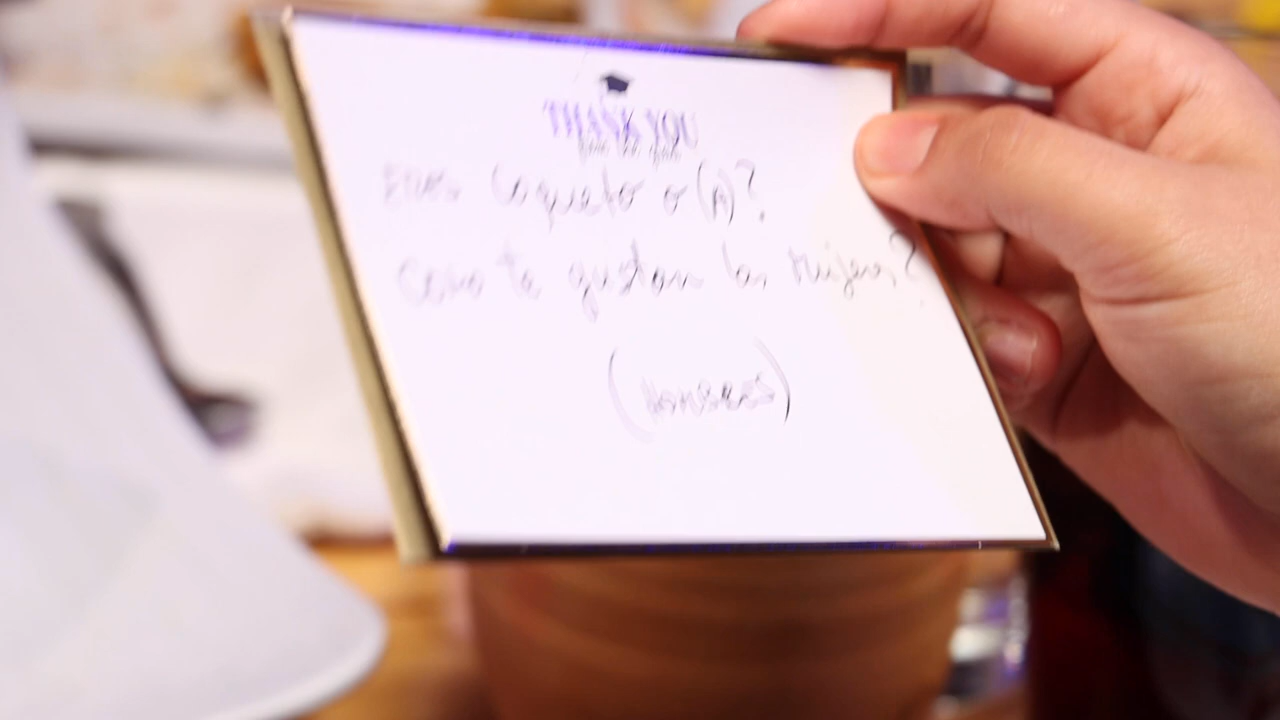 THANK YOU
Eres Coqueto o (A)?
Como te gustan las Mujeres?
(HOMBRES)